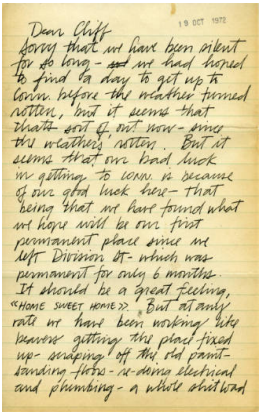 19 OCT 1972
Dear Cliff
Sorry that we have been silent
for so long - we had hoped
to find a day to get up to
Conn. before the weather turned
rotten, but it seems that
thats sort of out now - since
the weathers rotten. But it
seems that our bad luck
in getting to conn. is because
of our good luck here - that
being that we have found what
we hope will be our first
permanent place since we
left Division St - which was
permanent for only 6 months.
It should be a great feeling,
"HOME SWEET HOME". But at any
rate we have been working like
beavers getting the place fixed
up - scraping off the old paint -
sanding floors - re-doing electrical
and plumbing - a whole shitload